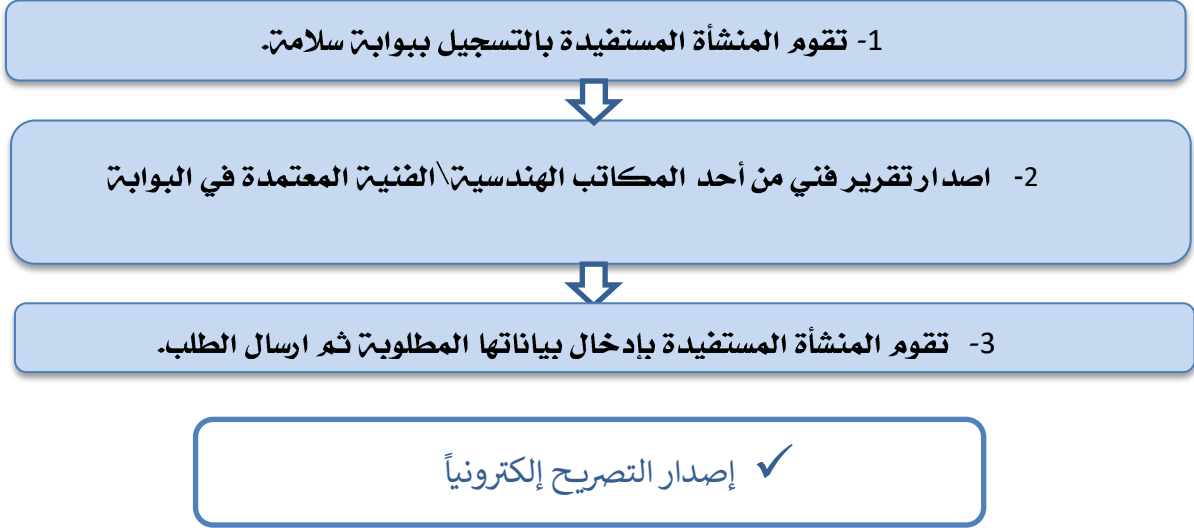 1- تقوم المنشأة المستفيدة بالتسجيل ببوابة سلامة.
2- اصدار تقرير فني من أحد المكاتب الهندسية\الفنية المعتمدة في البوابة
3- تقوم المنشأة المستفيدة بإدخال بياناتها المطلوبة ثم ارسال الطلب.
✓ إصدار التصريح إلكترونياً